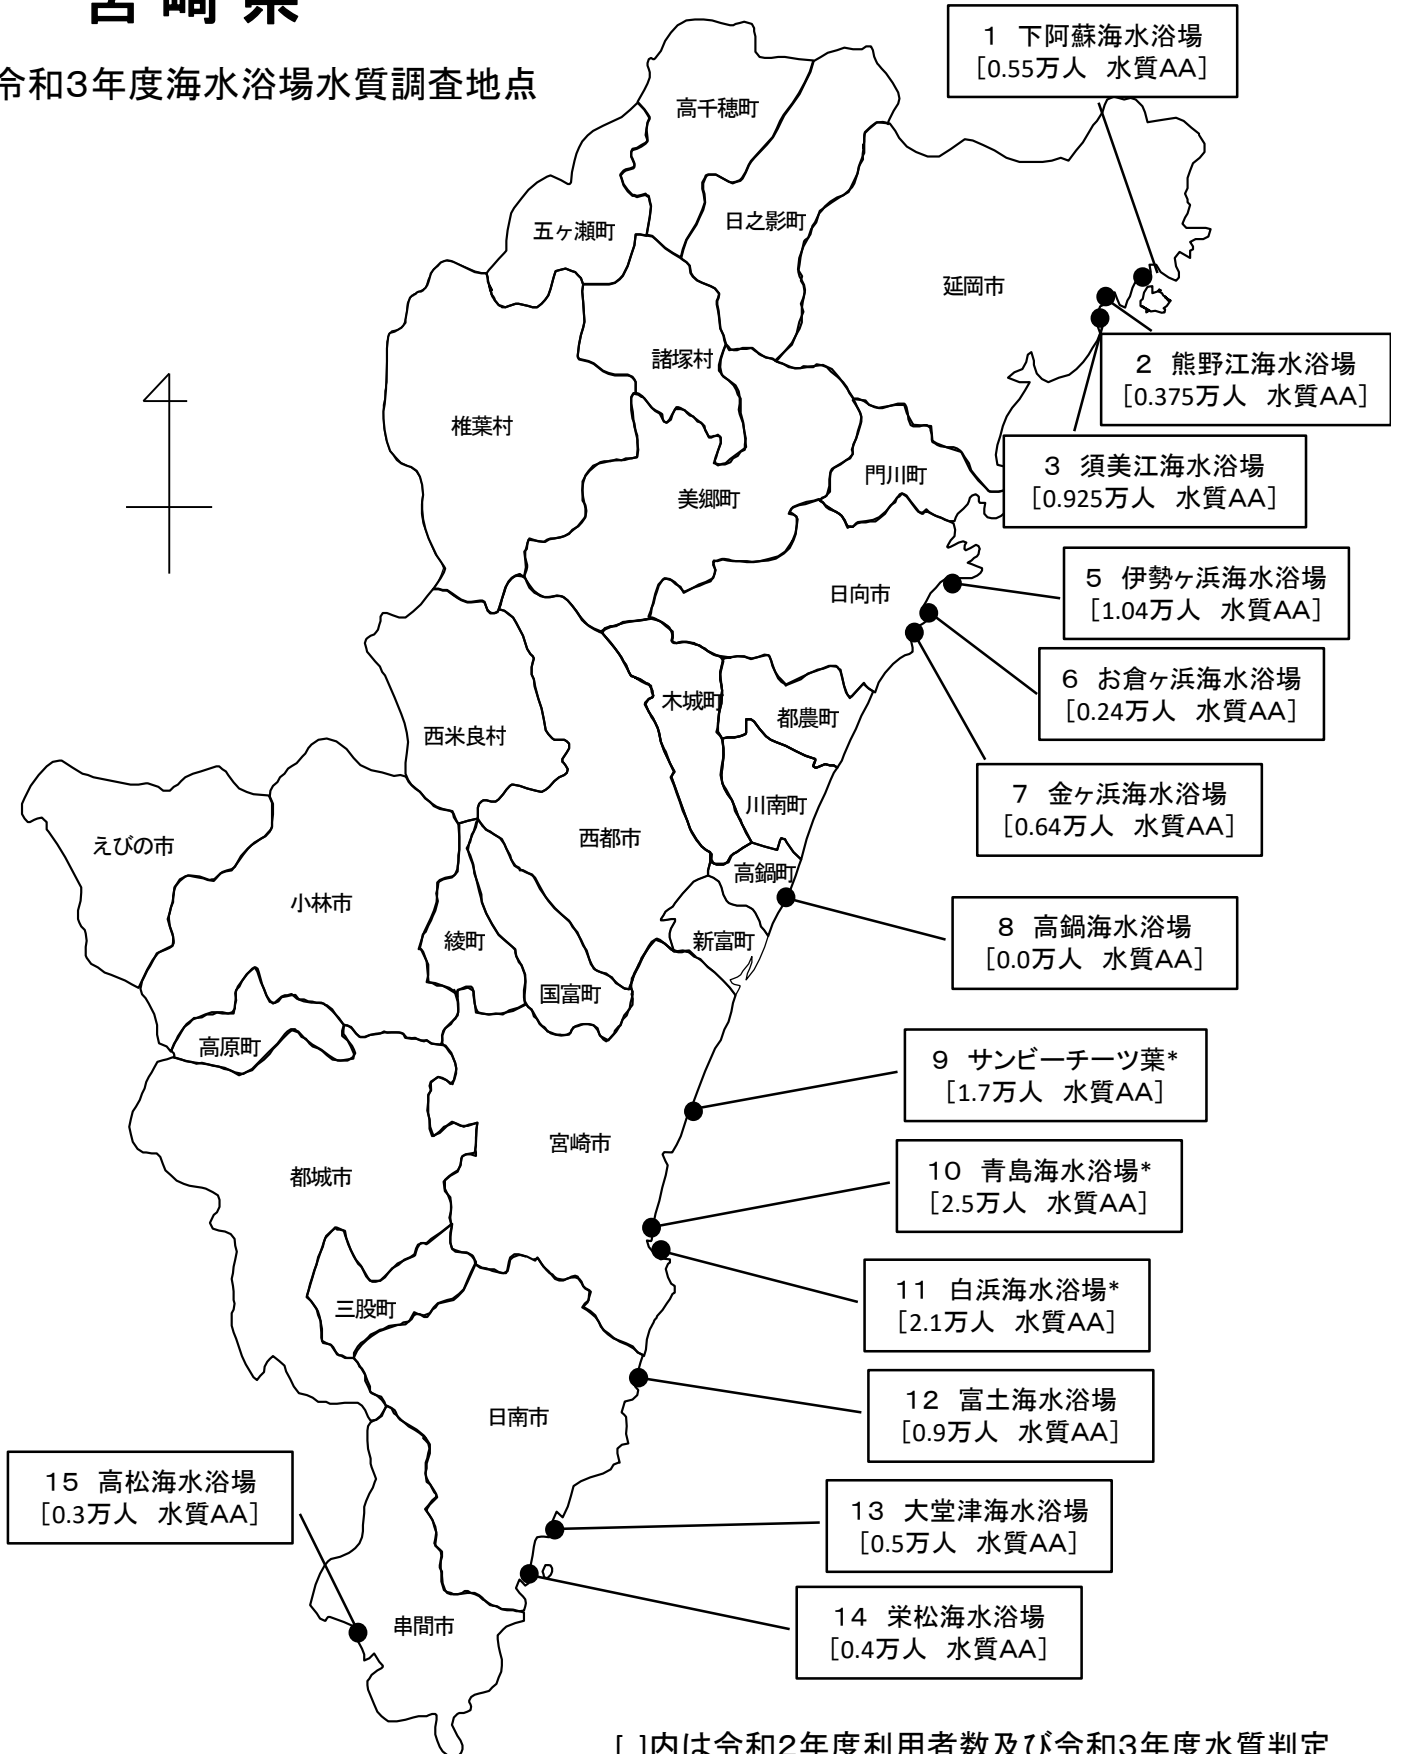 宮崎県
令和3年度海水浴場水質調査地点
1 下阿蘇海水浴場
[0.55万人 水質AA]
高千穂町
日之影町
五ヶ瀬町
延岡市
2 熊野江海水浴場
[0.375万人 水質AA]
諸塚村
椎葉村
3 須美江海水浴場
[0.925万人 水質AA]
門川町
美郷町
5 伊勢ヶ浜海水浴場
[1.04万人 水質AA]
日向市
6 お倉ヶ浜海水浴場
[0.24万人 水質AA]
木城町
都農町
西米良村
7 金ヶ浜海水浴場
[0.64万人 水質AA]
川南町
西都市
えびの市
高鍋町
小林市
8 高鍋海水浴場
[0.0万人 水質AA]
綾町
新富町
国富町
高原町
9 サンビーチーツ葉*
[1.7万人 水質AA]
宮崎市
10 青島海水浴場*
[2.5万人 水質AA]
都城市
11 白浜海水浴場*
[2.1万人 水質AA]
三股町
12 富土海水浴場
[0.9万人 水質AA]
日南市
15 高松海水浴場
[0.3万人 水質AA]
13 大堂津海水浴場
[0.5万人 水質AA]
14 栄松海水浴場
[0.4万人 水質AA]
串間市
[ ]内は令和2年度利用者数及び令和3年度水質判定